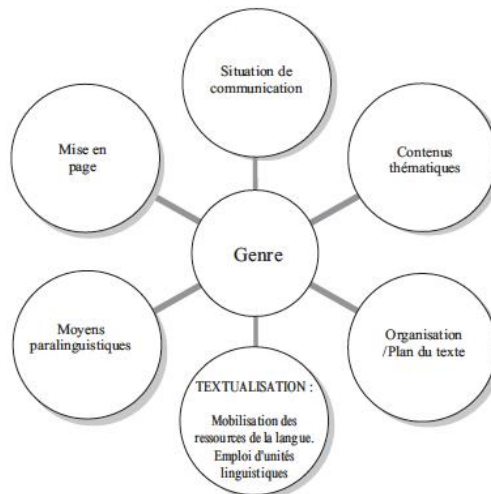 Situation de
communication
Mise en
page
Contenus
thématiques
Genre
Moyens
paralinguistiques
Organisation
/Plan du texte
TEXTUALISATION :
Mobilisation des
ressources de la langue.
Emploi d'unités
linguistiques